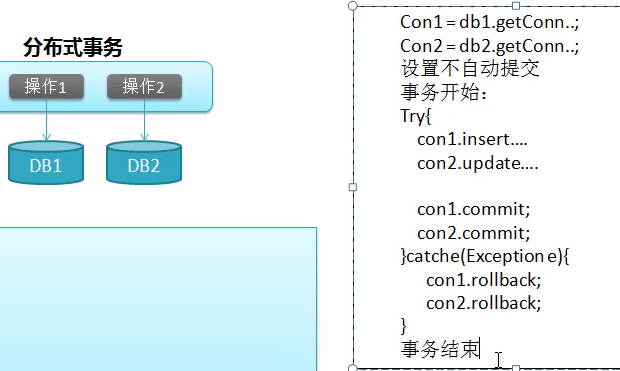 分布式事务
操作1
操作2
DB1
DB2
Con1 = db1.getConn..;
Con2 = db2.getConn..;
设置不自动提交
事务开始：
Try{
con1.insert....
con2.update....
con1.commit;
con2.commit;
}catche(Exception e){
con1.rollback;
con2.rollback;
}
事务结束